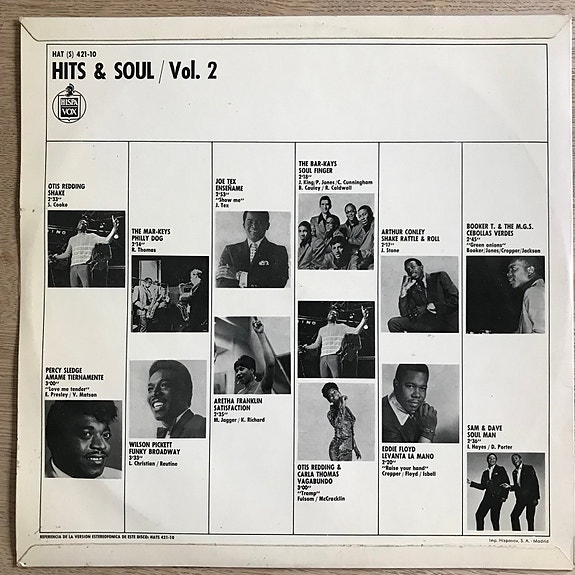 HAT (S) 421-10
HITS & SOUL / Vol. 2
HISPA
VOX
OTIS REDDING
SHAKE
2'35"
S. Cooke
PERCY SLEDGE
AMAME TIERNAMENTE
3'00"
"Love me tender"
E. Presley / V. Matson
THE MAR-KEYS
PHILLY DOG
2'10"
R. Thomas
WILSON PICKETT
FUNKY BROADWAY
3'33"
L. Christian / Routine
JOE TEX
ENSEÑAME
2'53"
"Show me"
J. Tex
ARETHA FRANKLIN
SATISFACTION
2'35"
M. Jagger / K. Richard
THE BAR-KAYS
SOUL FINGER
2'18"
J. King/P. Jones/C. Cunningham
B. Cauley / R. Caldwell
OTIS REDDING &
CARLA THOMAS
VAGABUNDO
3'00"
"Tramp"
Fulsom / McCracklin
ARTHUR CONLEY
SHAKE RATTLE & ROLL
2'17"
J. Stone
EDDIE FLOYD
LEVANTA LA MANO
2'20"
"Raise your hand"
Cropper / Floyd / Isbell
BOOKER T. & THE M.G.S.
CEBOLLAS VERDES
2'45"
"Green onions"
Booker/Jones/Cropper/Jackson
SAM & DAVE
SOUL MAN
2'36"
I. Hayes / D. Porter
REFERENCIA DE LA VERSION ESTEREOFONICA DE ESTE DISCO: HATS 421-10
Imp. Hispavox, S. A. - Madrid